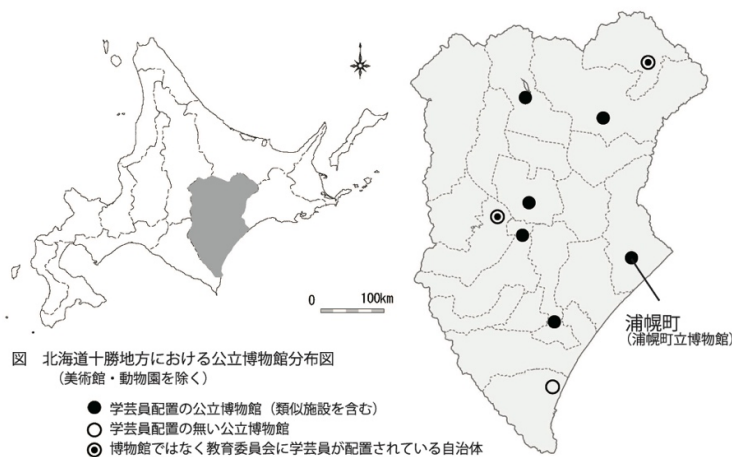 0 100km
浦幌町
(浦幌町立博物館)
図 北海道十勝地方における公立博物館分布図
(美術館・動物園を除く)
● 学芸員配置の公立博物館（類似施設を含む）
○ 学芸員配置の無い公立博物館
◉ 博物館ではなく教育委員会に学芸員が配置されている自治体